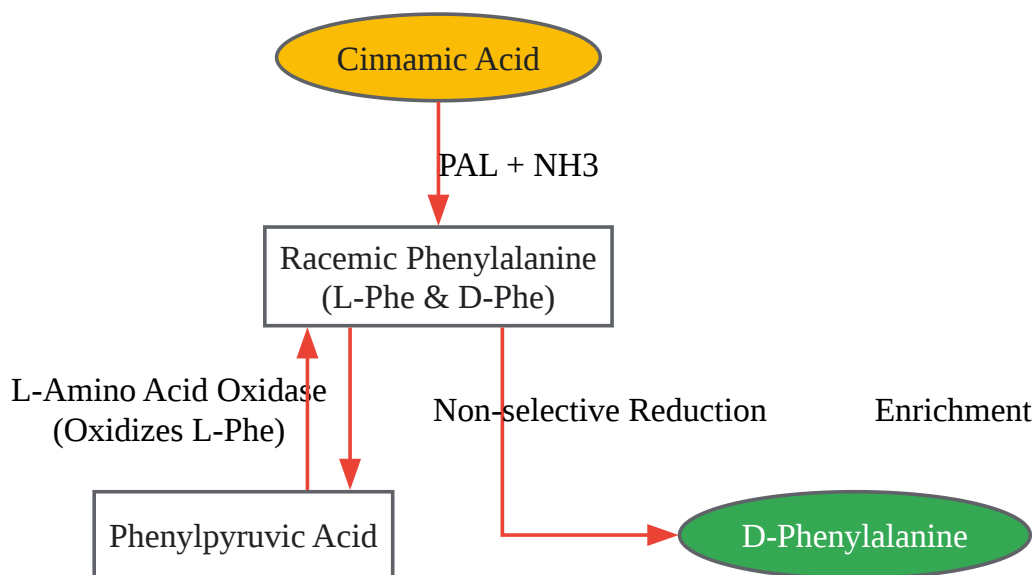 Cinnamic Acid
PAL + NH3
Racemic Phenylalanine
(L-Phe & D-Phe)
L-Amino Acid Oxidase
(Oxidizes L-Phe)
Non-selective Reduction
Enrichment
Phenylpyruvic Acid
D-Phenylalanine